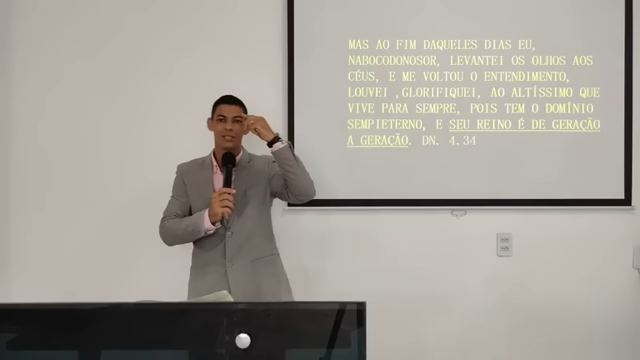 MAS AO FIM DAQUELES DIAS EU,
NABOCODONOSOR, LEVANTEI OS OLHOS AOS
CÉUS, E ME VOLTOU O ENTENDIMENTO,
LOUVEI ,GLORIFIQUEI, AO ALTÍSSIMO QUE
VIVE PARA SEMPRE, POIS TEM O DOMÍNIO
SEMPIETERNO, E SEU REINO É DE GERAÇÃO
A GERAÇÃO. DN. 4.34